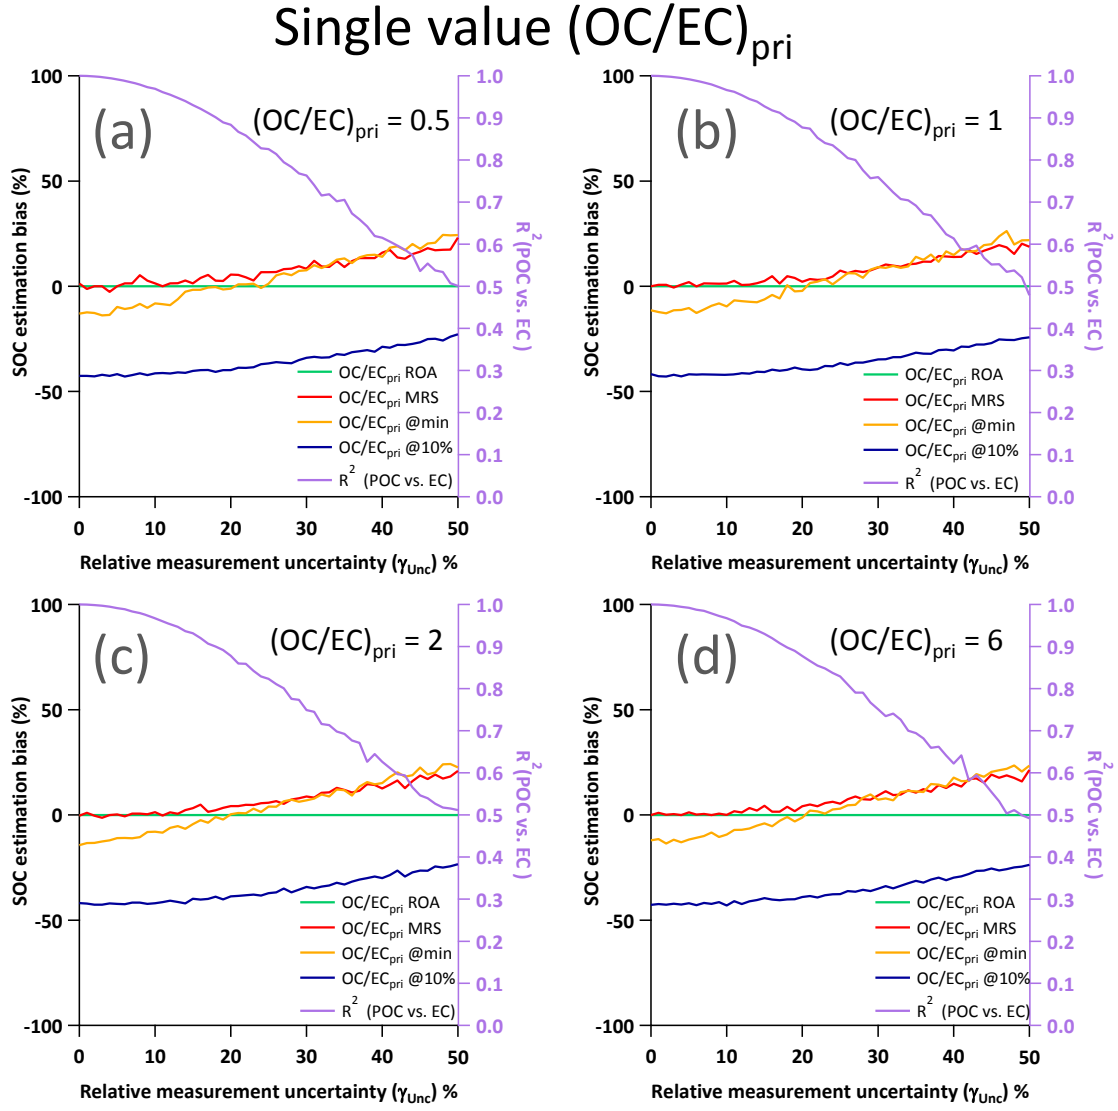 Single value (OC/EC)pri
(a)
(OC/EC)pri = 0.5
SOC estimation bias (%)
100
50
0
-50
-100
1.0
0.9
0.8
0.7
0.6
0.5
0.4
0.3
0.2
0.1
0.0
R2 (POC vs. EC )
OC/ECpri ROA
OC/ECpri MRS
OC/ECpri @min
OC/ECpri @10%
R2 (POC vs. EC)
0 10 20 30 40 50
Relative measurement uncertainty (γUnc) %
(b)
(OC/EC)pri = 1
SOC estimation bias (%)
100
50
0
-50
-100
1.0
0.9
0.8
0.7
0.6
0.5
0.4
0.3
0.2
0.1
0.0
R2 (POC vs. EC )
OC/ECpri ROA
OC/ECpri MRS
OC/ECpri @min
OC/ECpri @10%
R2 (POC vs. EC)
0 10 20 30 40 50
Relative measurement uncertainty (γUnc) %
(c)
(OC/EC)pri = 2
SOC estimation bias (%)
100
50
0
-50
-100
1.0
0.9
0.8
0.7
0.6
0.5
0.4
0.3
0.2
0.1
0.0
R2 (POC vs. EC )
OC/ECpri ROA
OC/ECpri MRS
OC/ECpri @min
OC/ECpri @10%
R2 (POC vs. EC)
0 10 20 30 40 50
Relative measurement uncertainty (γUnc) %
(d)
(OC/EC)pri = 6
SOC estimation bias (%)
100
50
0
-50
-100
1.0
0.9
0.8
0.7
0.6
0.5
0.4
0.3
0.2
0.1
0.0
R2 (POC vs. EC )
OC/ECpri ROA
OC/ECpri MRS
OC/ECpri @min
OC/ECpri @10%
R2 (POC vs. EC)
0 10 20 30 40 50
Relative measurement uncertainty (γUnc) %